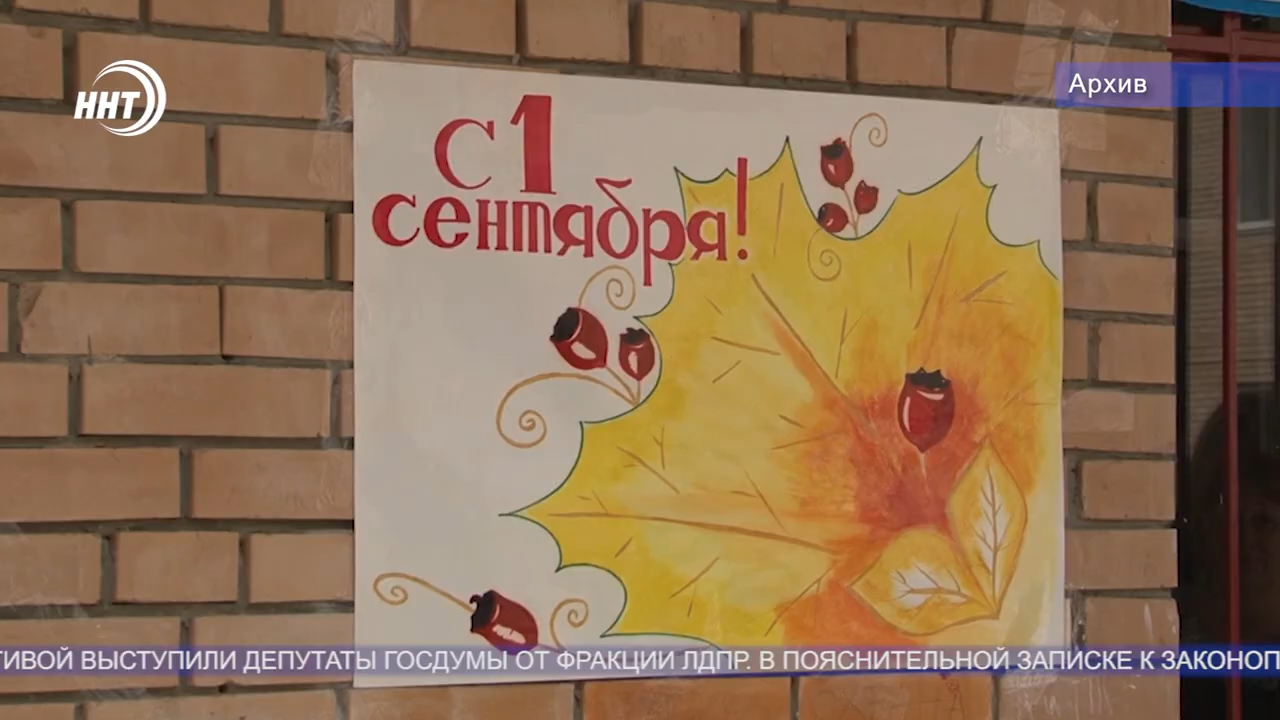 ННТ
Архив
с 1
сентября!
ТИВОЙ ВЫСТУПИЛИ ДЕПУТАТЫ ГОСДУМЫ ОТ ФРАКЦИИ ЛДПР. В ПОЯСНИТЕЛЬНОЙ ЗАПИСКЕ К ЗАКОНОП